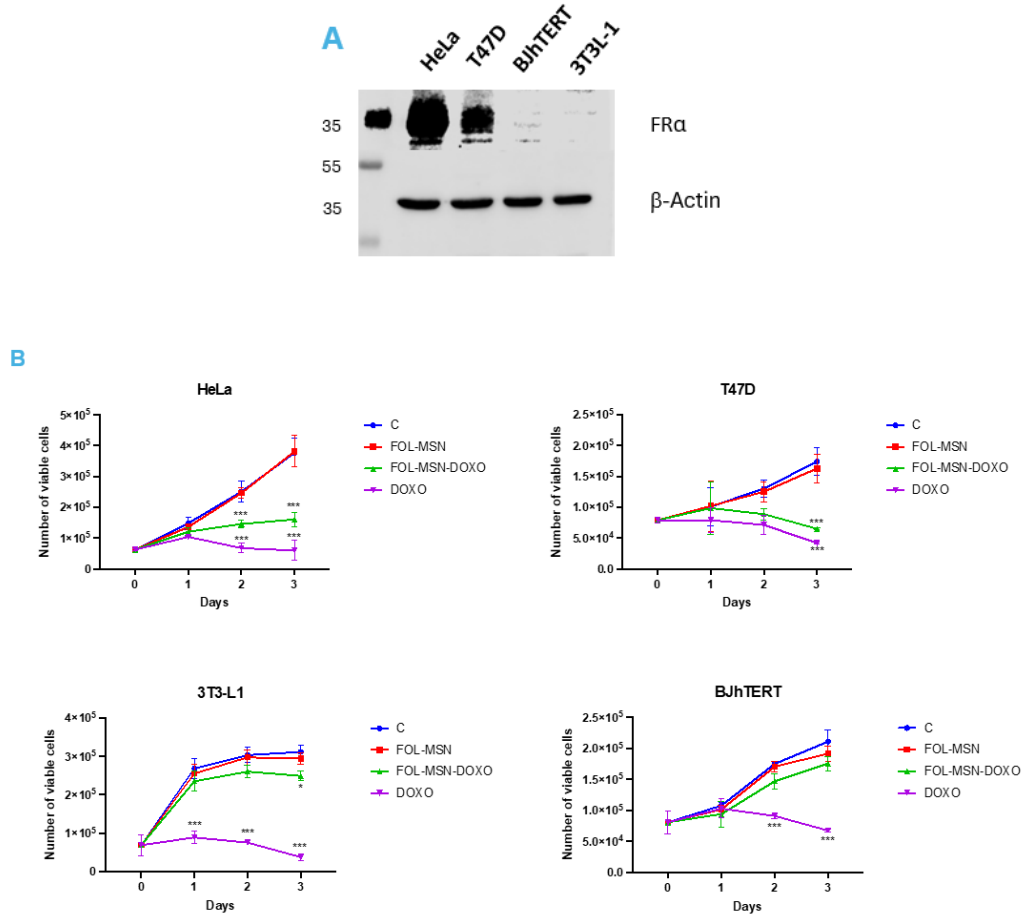 A
HeLa
T47D
BJhTERT
3T3L-1
35
FRα
55
35
β-Actin
B
HeLa
Number of viable cells
5×10⁵
4×10⁵
3×10⁵
2×10⁵
1×10⁵
0
0 1 2 3
Days
*** ***
*** ***
C
FOL-MSN
FOL-MSN-DOXO
DOXO
T47D
Number of viable cells
2.5×10⁵
2.0×10⁵
1.5×10⁵
1.0×10⁵
5.0×10⁴
0.0
0 1 2 3
Days
***
***
C
FOL-MSN
FOL-MSN-DOXO
DOXO
3T3-L1
Number of viable cells
4×10⁵
3×10⁵
2×10⁵
1×10⁵
0
0 1 2 3
Days
*
*** *** ***
C
FOL-MSN
FOL-MSN-DOXO
DOXO
BJhTERT
Number of viable cells
2.5×10⁵
2.0×10⁵
1.5×10⁵
1.0×10⁵
5.0×10⁴
0.0
0 1 2 3
Days
*** ***
C
FOL-MSN
FOL-MSN-DOXO
DOXO